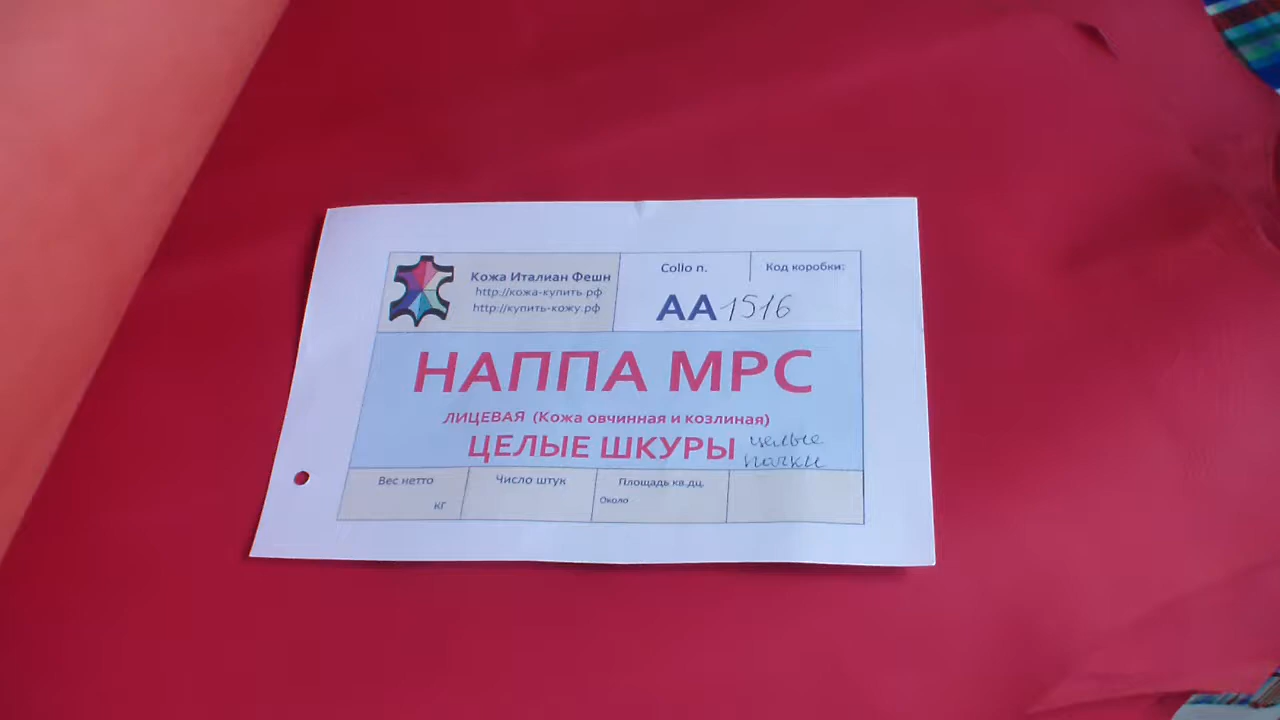 Кожа Италиан Фешн
http://кожа-купить.рф
http://купить-кожу.рф
Collo n.
Код коробки:
АА1516
НАППА МРС
ЛИЦЕВАЯ (Кожа овчинная и козлиная)
ЦЕЛЫЕ ШКУРЫ целые
пачки
Вес нетто
кг
Число штук
Площадь кв.дц.
Около